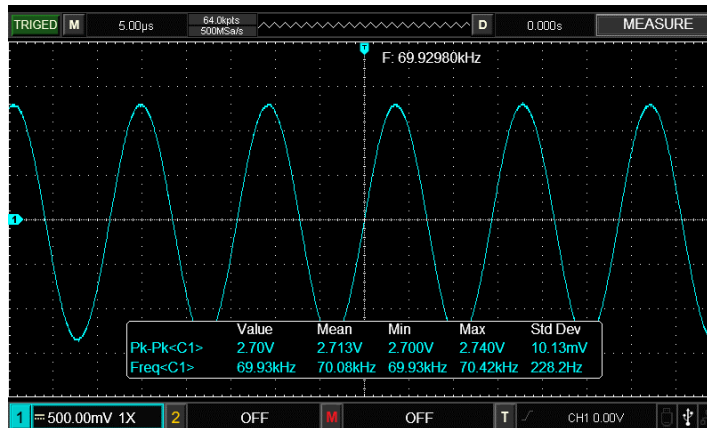 TRIGED M 5.00μs 64.0kpts 500MSa/s D 0.000s MEASURE
T
F: 69.92980kHz
1
Value Mean Min Max Std Dev
Pk-Pk<C1> 2.70V 2.713V 2.700V 2.740V 10.13mV
Freq<C1> 69.93kHz 70.08kHz 69.93kHz 70.42kHz 228.2Hz
1 500.00mV 1X 2 OFF M OFF T CH1 0.00V